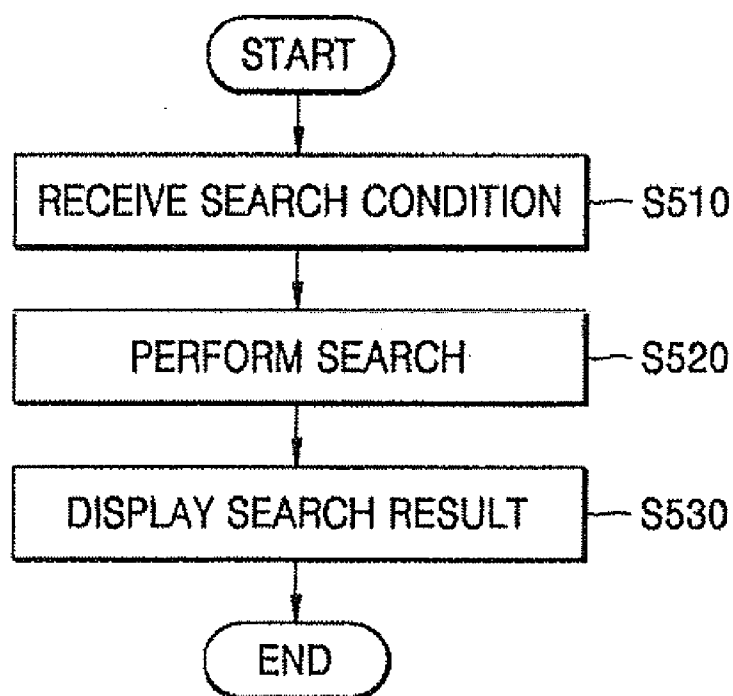 START
RECEIVE SEARCH CONDITION S510
PERFORM SEARCH S520
DISPLAY SEARCH RESULT S530
END